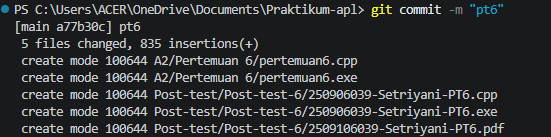 PS C:\Users\ACER\OneDrive\Documents\Praktikum-apl> git commit -m "pt6"
[main a77b30c] pt6
5 files changed, 835 insertions(+)
create mode 100644 A2/Pertemuan 6/pertemuan6.cpp
create mode 100644 A2/Pertemuan 6/pertemuan6.exe
create mode 100644 Post-test/Post-test-6/250906039-Setriyani-PT6.cpp
create mode 100644 Post-test/Post-test-6/250906039-Setriyani-PT6.exe
create mode 100644 Post-test/Post-test-6/2509106039-Setriyani-PT6.pdf